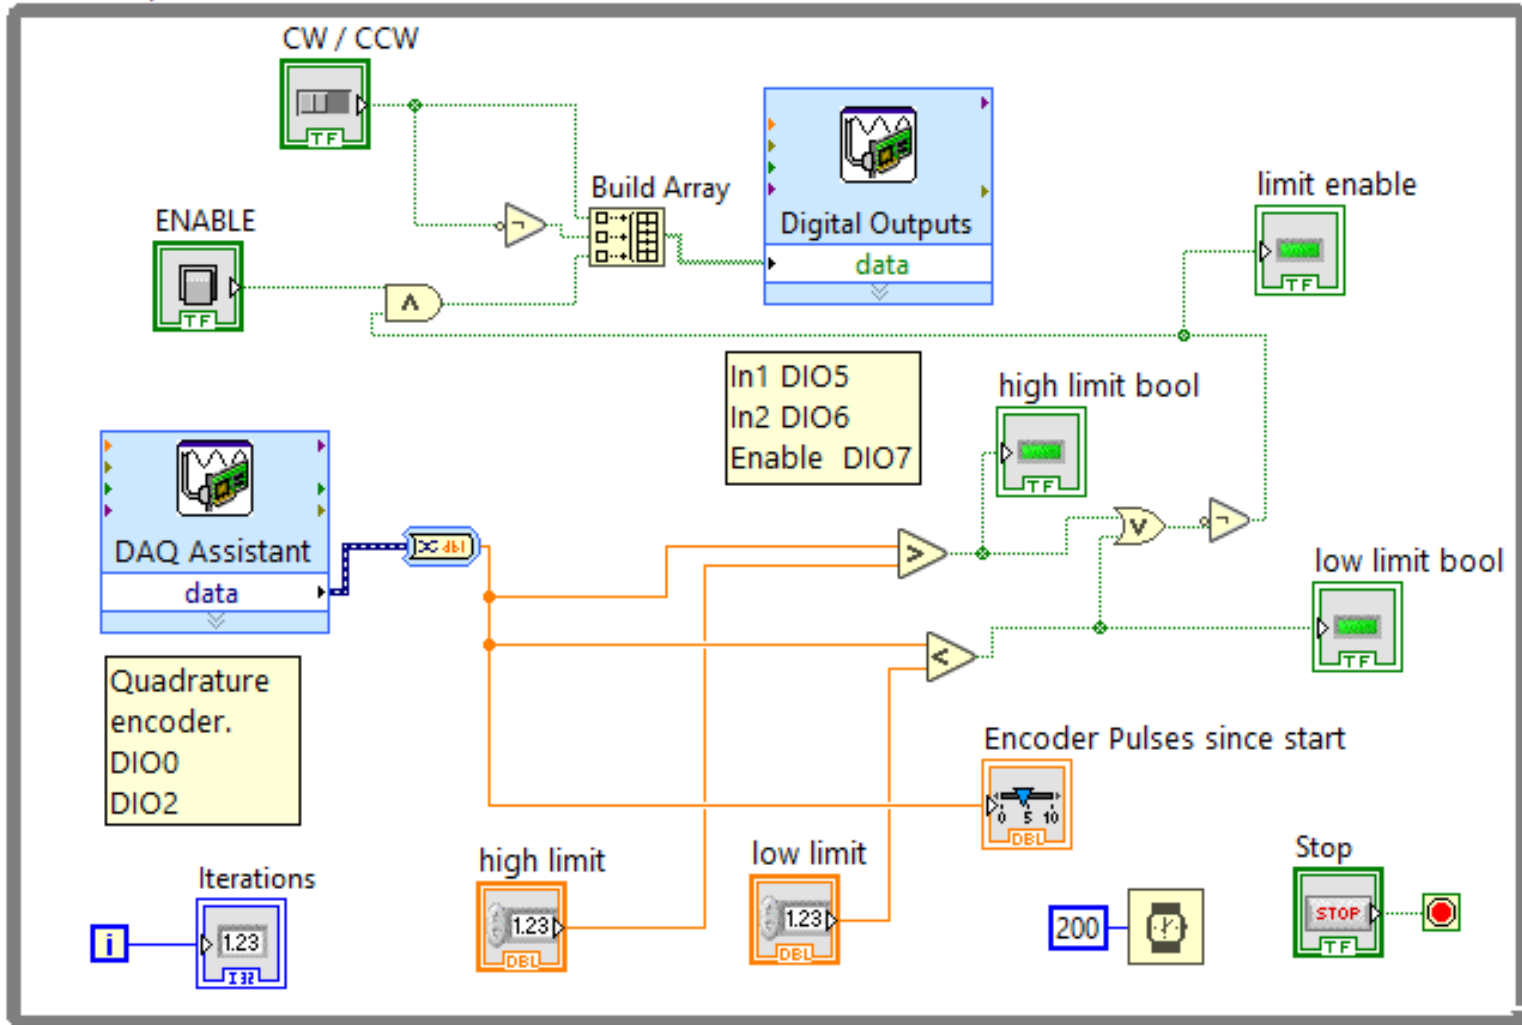 CW / CCW
TF
ENABLE
TF
Build Array
Digital Outputs
data
limit enable
TF
In1 DIO5
In2 DIO6
Enable DIO7
high limit bool
TF
DAQ Assistant
data
dbl
low limit bool
TF
Quadrature
encoder.
DIO0
DIO2
Encoder Pulses since start
0 5 10
DBL
high limit
1.23
DBL
low limit
1.23
DBL
Stop
STOP
TF
Iterations
i
1.23
I32
200